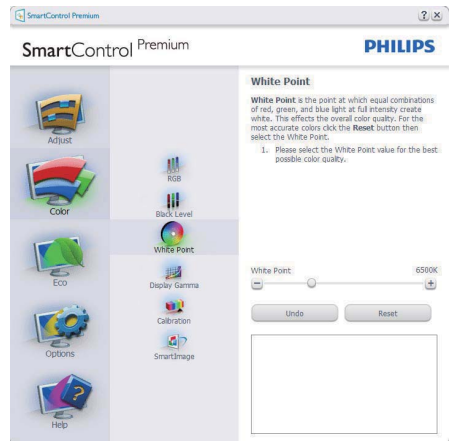 SmartControl Premium
SmartControl Premium
PHILIPS
Adjust
Color
Eco
Options
Help
RGB
Black Level
White Point
Display Gamma
Calibration
SmartImage
White Point
White Point is the point at which equal combinations
of red, green, and blue light at full intensity create
white. This effects the overall color quality. For the
most accurate colors click the Reset button then
select the White Point.
1. Please select the White Point value for the best
possible color quality.
White Point 6500K
Undo Reset